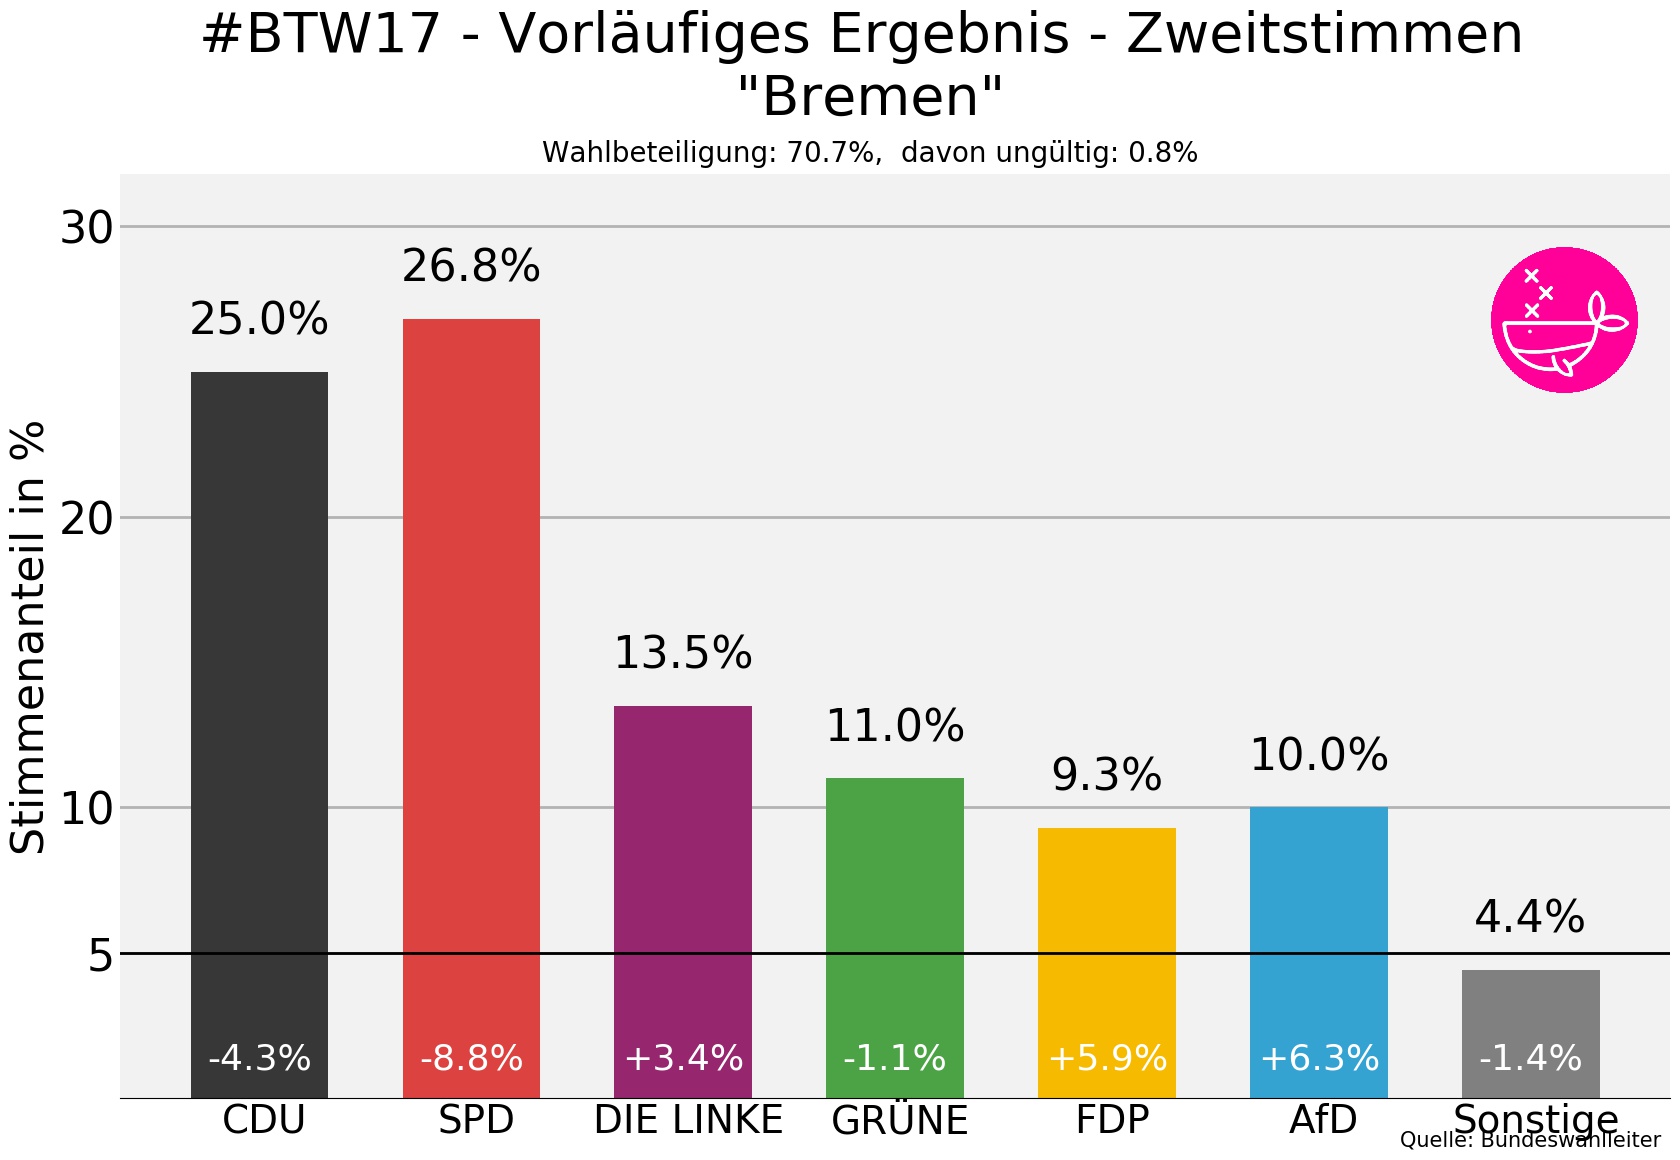 #BTW17 - Vorläufiges Ergebnis - Zweitstimmen
"Bremen"
Wahlbeteiligung: 70.7%, davon ungültig: 0.8%
Stimmenanteil in %
30
20
10
5
25.0%
26.8%
13.5%
11.0%
9.3%
10.0%
4.4%
-4.3%
-8.8%
+3.4%
-1.1%
+5.9%
+6.3%
-1.4%
CDU
SPD
DIE LINKE
GRÜNE
FDP
AfD
Sonstige
Quelle: Bundeswahlleiter